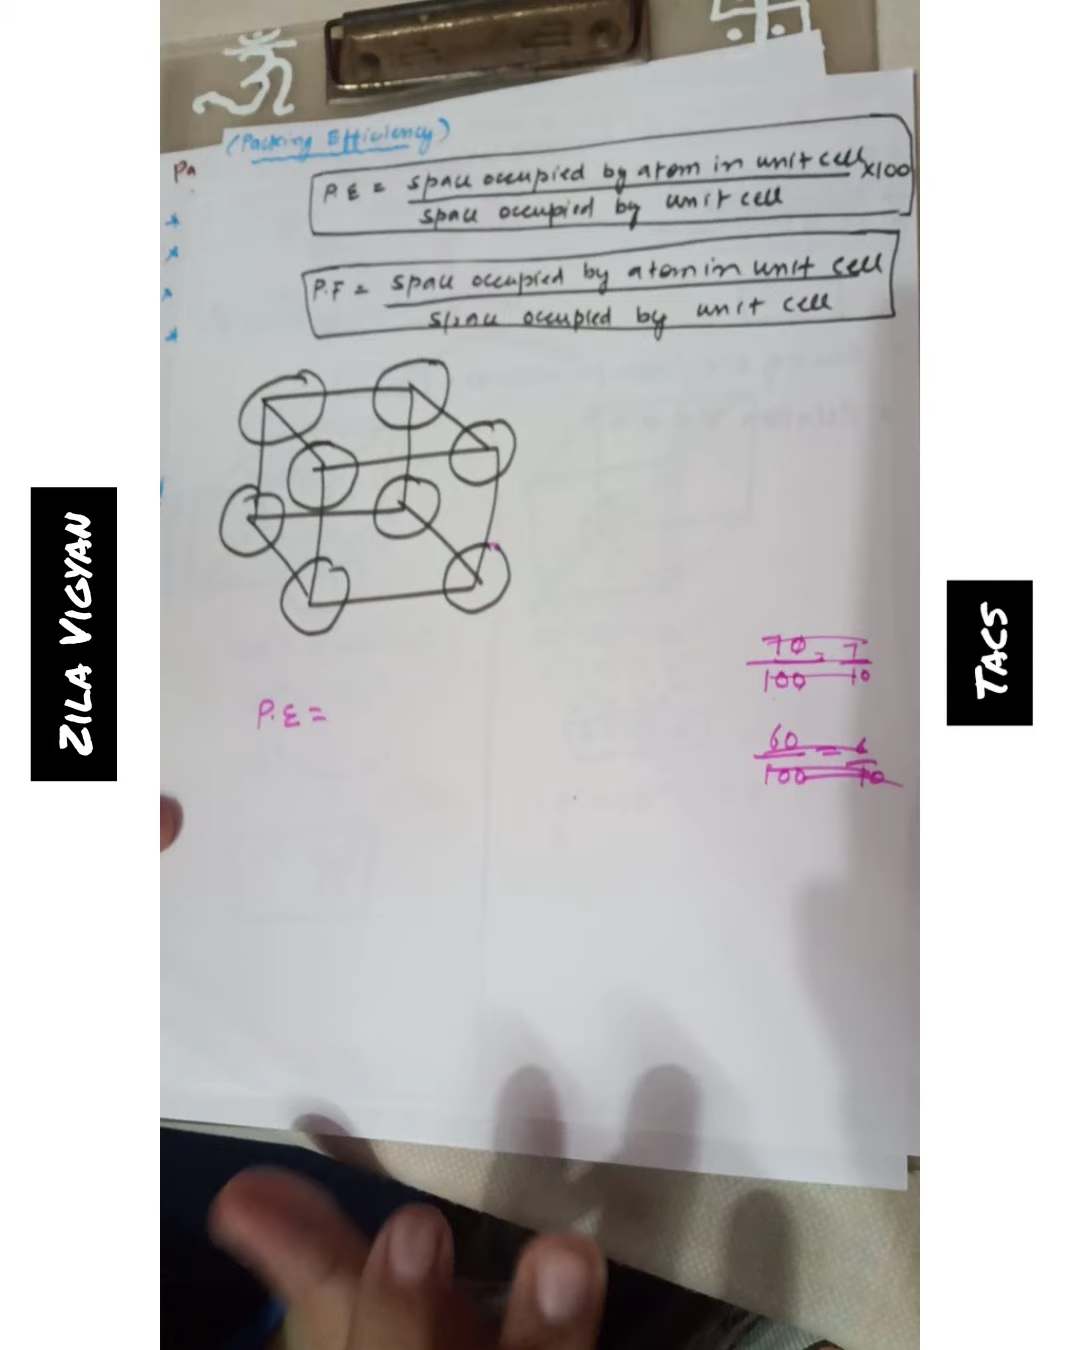 ॐ
(Packing Efficiency)
Pa
P.E = space occupied by atom in unit cell ×100
space occupied by unit cell
P.F = space occupied by atom in unit cell
space occupied by unit cell
70 = 7
100 10
P.E =
60 = 6
100 10
ZILA VIGYAN
TACS